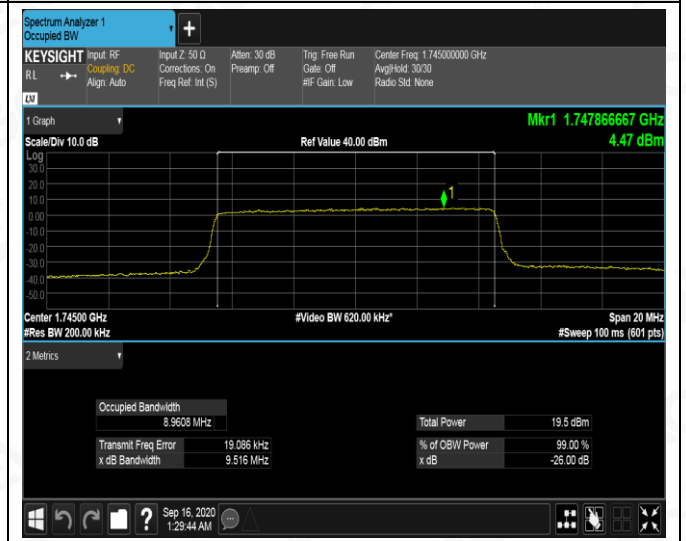 Spectrum Analyzer 1
Occupied BW
+
KEYSIGHT Input: RF Input Z: 50 Ω Atten: 30 dB Trig: Free Run Center Freq: 1.745000000 GHz
RL Coupling: DC Corrections: On Preamp: Off Gate: Off Avg|Hold: 30/30
Align: Auto Freq Ref: Int (S) #IF Gain: Low Radio Std: None
LXI
1 Graph
Mkr1 1.747866667 GHz
Scale/Div 10.0 dB Ref Value 40.00 dBm 4.47 dBm
Log
30.0
20.0
10.0
0.00
-10.0
-20.0
-30.0
-40.0
-50.0
1
Center 1.74500 GHz #Video BW 620.00 kHz* Span 20 MHz
#Res BW 200.00 kHz #Sweep 100 ms (601 pts)
2 Metrics
Occupied Bandwidth
8.9608 MHz Total Power 19.5 dBm
Transmit Freq Error 19.086 kHz % of OBW Power 99.00 %
x dB Bandwidth 9.516 MHz x dB -26.00 dB
? Sep 16, 2020
1:29:44 AM